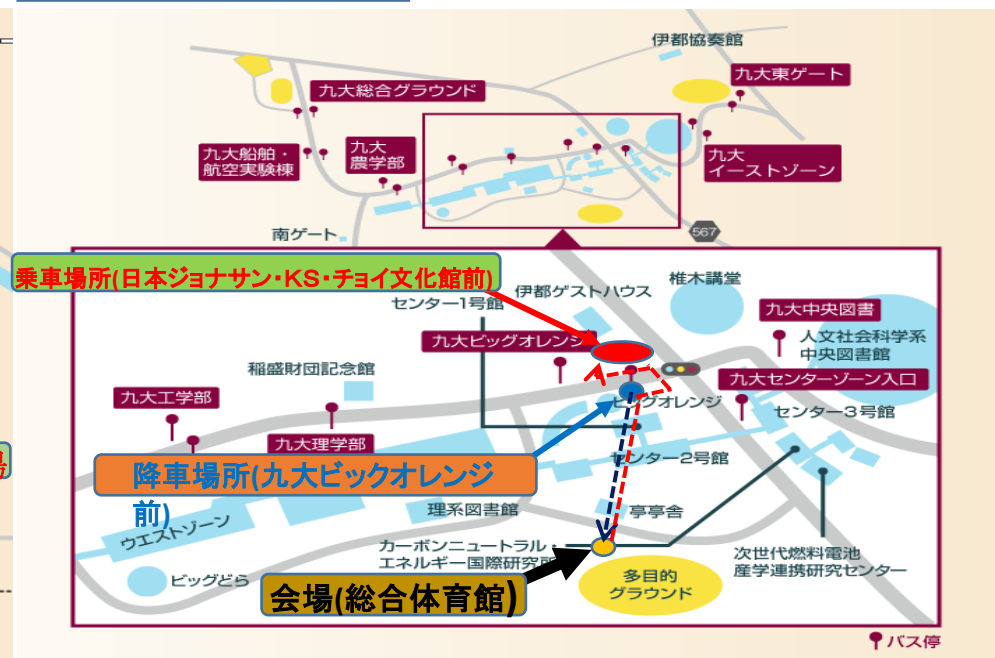 伊都協奏館
九大東ゲート
九大総合グラウンド
九大船舶・
航空実験棟
九大
農学部
九大
イーストゾーン
南ゲート
567
乗車場所(日本ジョナサン・KS・チョイ文化館前)
センター1号館
伊都ゲストハウス
椎木講堂
九大中央図書
九大ビッグオレンジ
人文社会科学系
中央図書館
稲盛財団記念館
九大センターゾーン入口
九大工学部
ビッグオレンジ
センター3号館
九大理学部
センター2号館
降車場所(九大ビックオレンジ
前)
理系図書館
亭亭舎
ウエストゾーン
カーボンニュートラル・
エネルギー国際研究所
次世代燃料電池
産学連携研究センター
ビッグどら
会場(総合体育館)
多目的
グラウンド
バス停